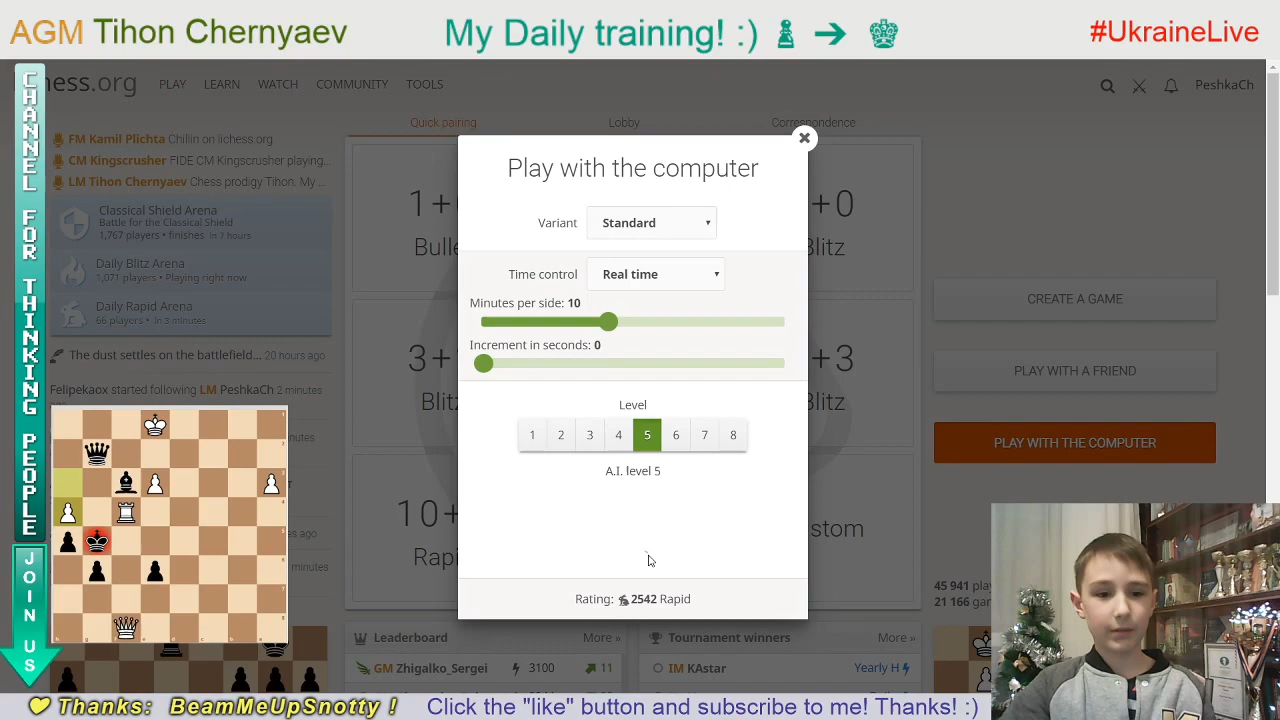 AGM Tihon Chernyaev
My Daily training! :)
#UkraineLive
CHANNEL FOR THINKING PEOPLE
JOIN US
hess.org
PLAY
LEARN
WATCH
COMMUNITY
TOOLS
PeshkaCh
FM Kamil Plichta Chillin on lichess.org
CM Kingscrusher FIDE CM Kingscrusher playing...
LM Tihon Chernyaev Chess prodigy Tihon. My ...
Classical Shield Arena
Battle for the Classical Shield
1,767 players • finishes in 7 hours
Daily Blitz Arena
1,071 players • Playing right now
Daily Rapid Arena
66 players • in 3 minutes
The dust settles on the battlefield... 20 hours ago
Felipekaox started following LM PeshkaCh 2 minutes
Quick pairing
Lobby
Correspondence
Play with the computer
Variant Standard
Time control Real time
Minutes per side: 10
Increment in seconds: 0
Level
1 2 3 4 5 6 7 8
A.I. level 5
Rating: 2542 Rapid
CREATE A GAME
PLAY WITH A FRIEND
PLAY WITH THE COMPUTER
45 941
21 166
Leaderboard
More »
GM Zhigalko_Sergei 3100 11
Tournament winners
More »
IM KAstar Yearly H
Thanks: BeamMeUpSnotty !
Click the "like" button and subscribe to me! Thanks! :)